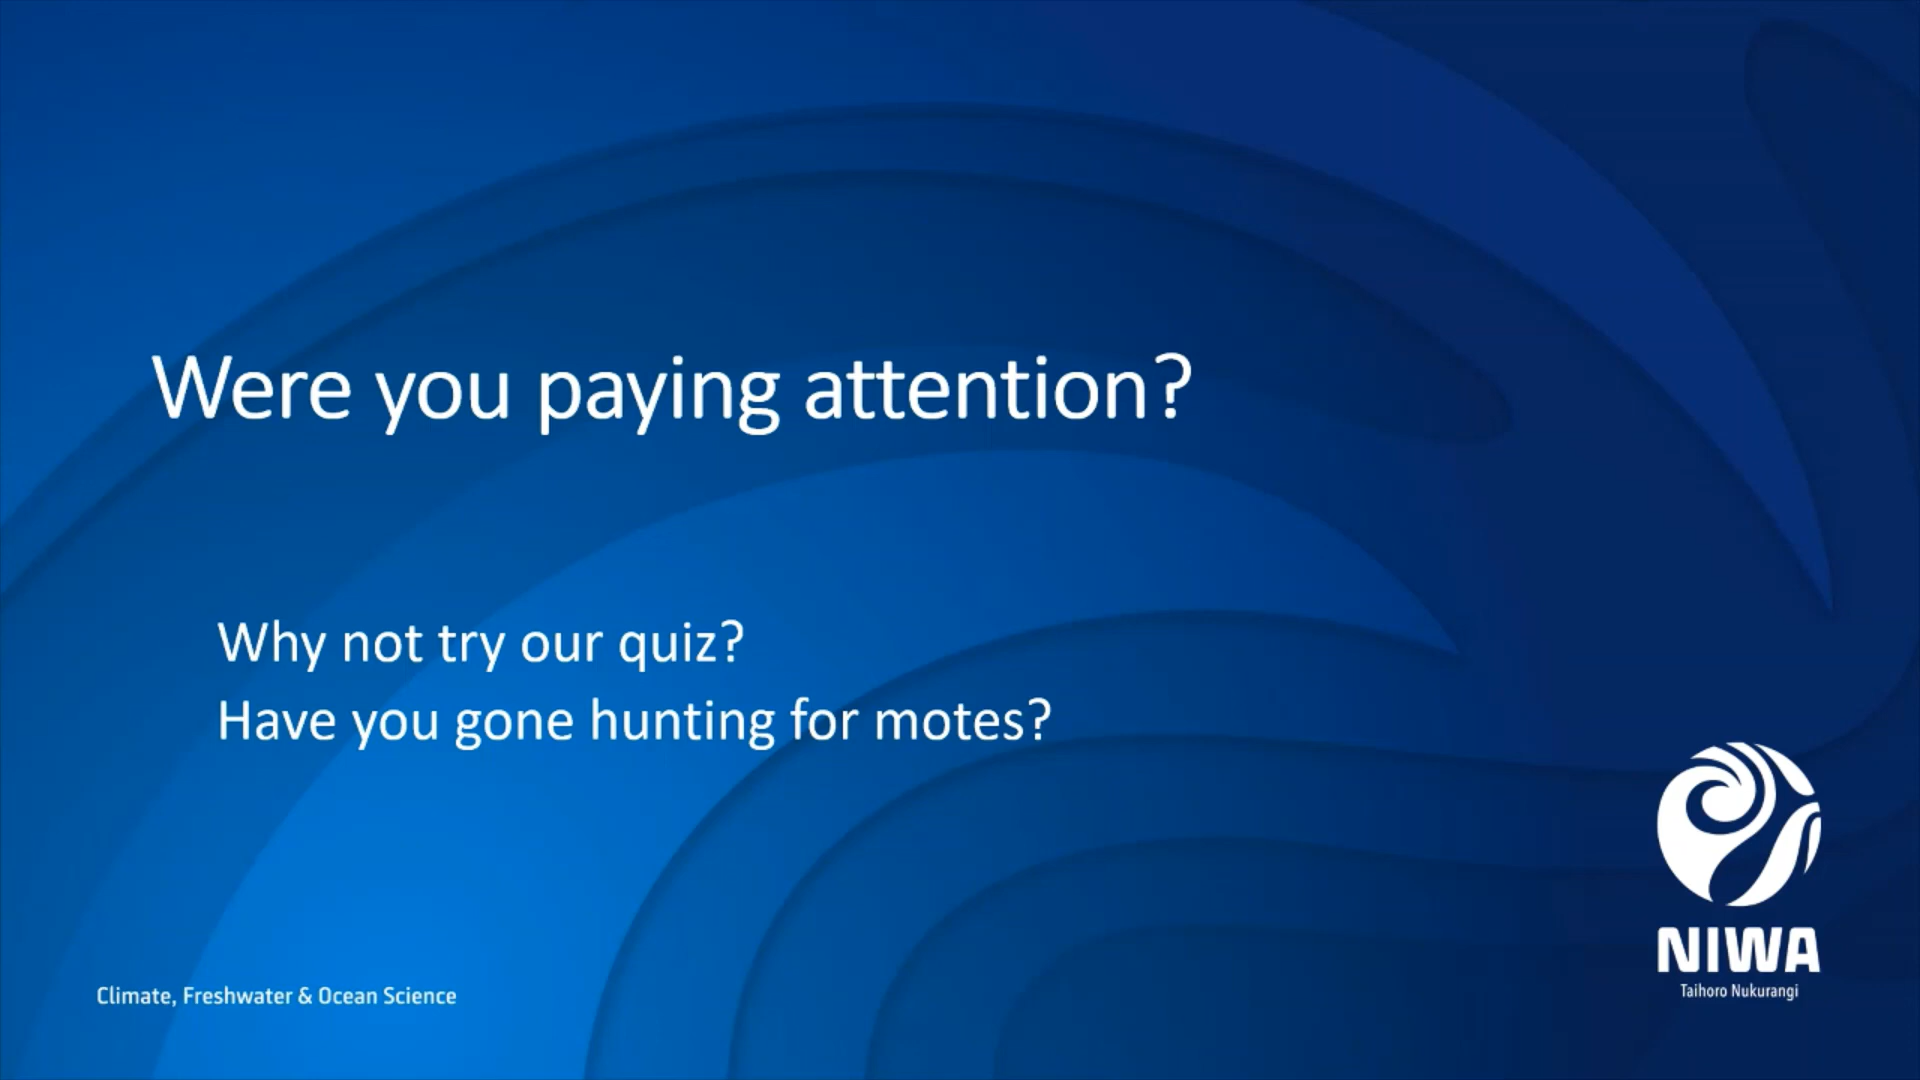 Were you paying attention?
Why not try our quiz?
Have you gone hunting for motes?
NIWA
Taihoro Nukurangi
Climate, Freshwater & Ocean Science